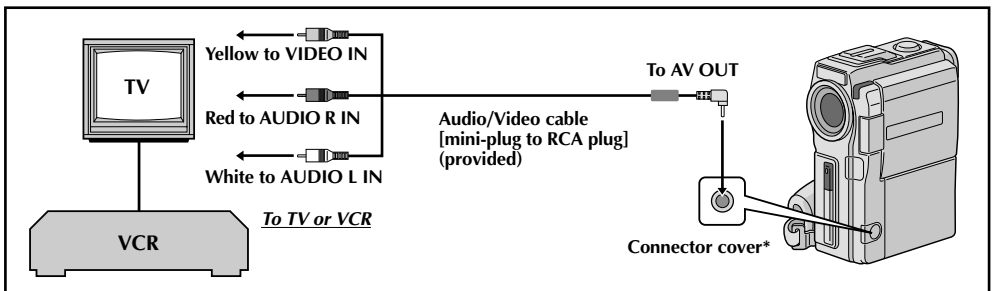 TV
VCR
Yellow to VIDEO IN
Red to AUDIO R IN
White to AUDIO L IN
To TV or VCR
Audio/Video cable
[mini-plug to RCA plug]
(provided)
To AV OUT
Connector cover*